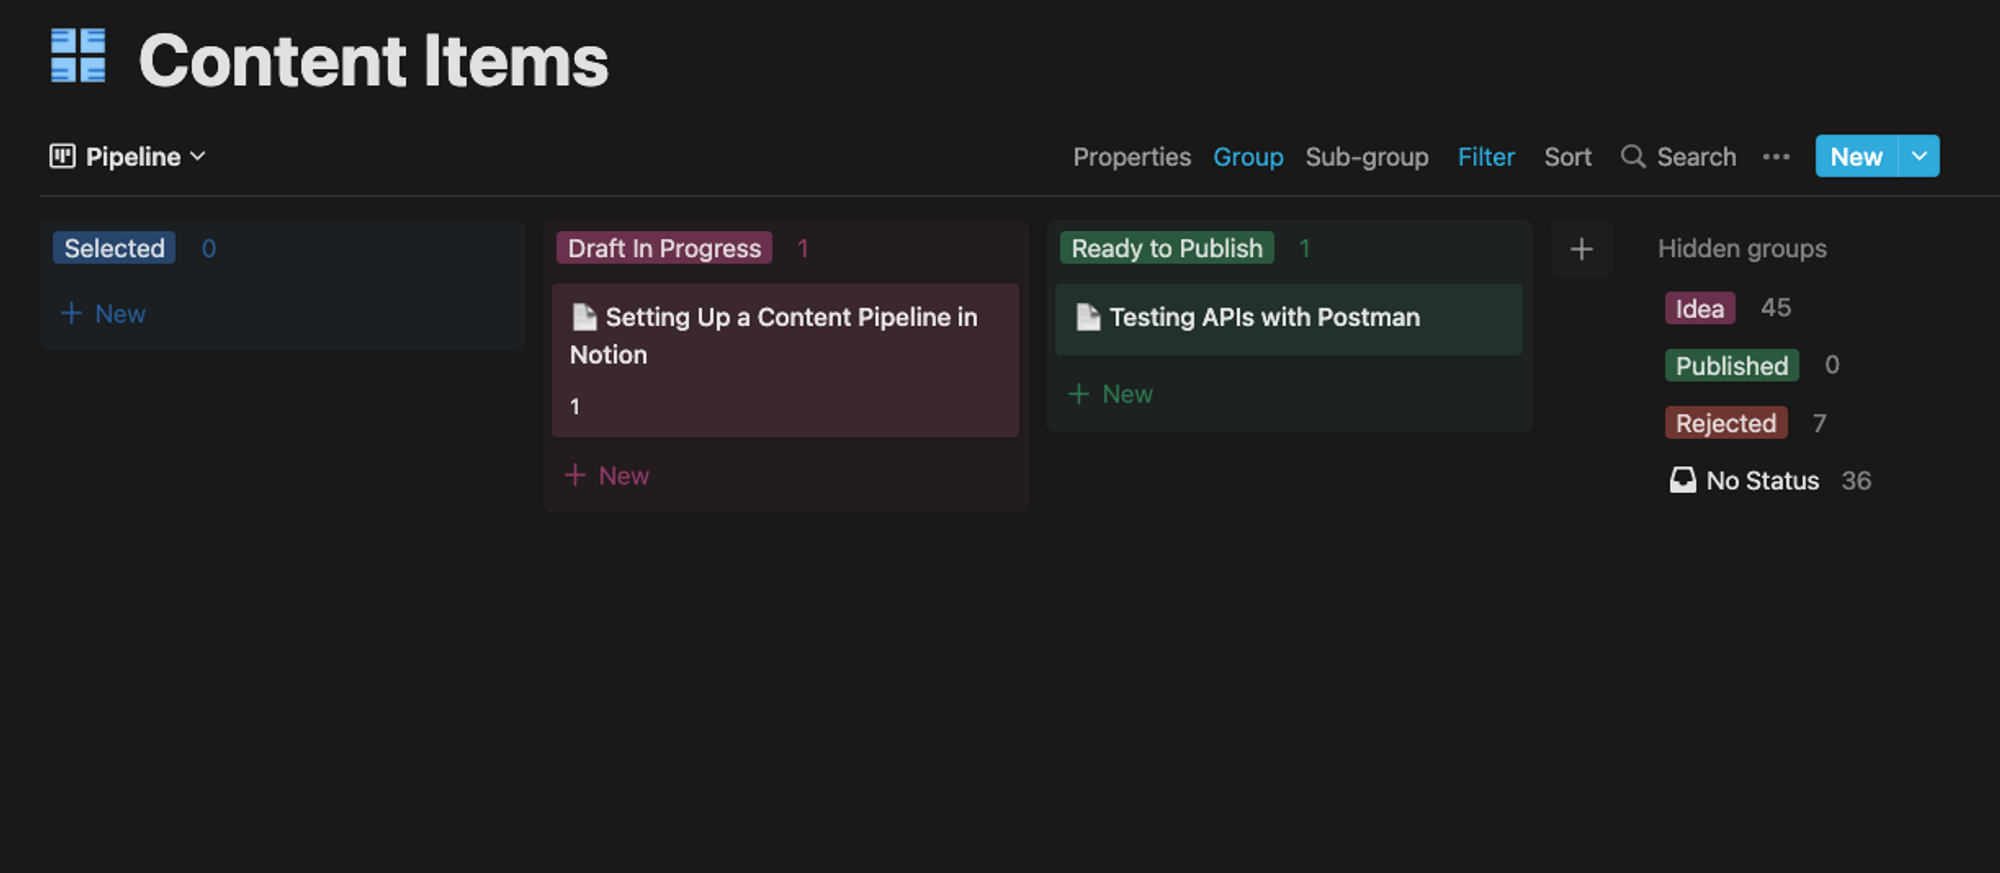 Content Items
Pipeline
Properties Group Sub-group Filter Sort Search ••• New
Selected 0
+ New
Draft In Progress 1
Setting Up a Content Pipeline in
Notion
1
+ New
Ready to Publish 1
Testing APIs with Postman
+ New
+
Hidden groups
Idea 45
Published 0
Rejected 7
No Status 36